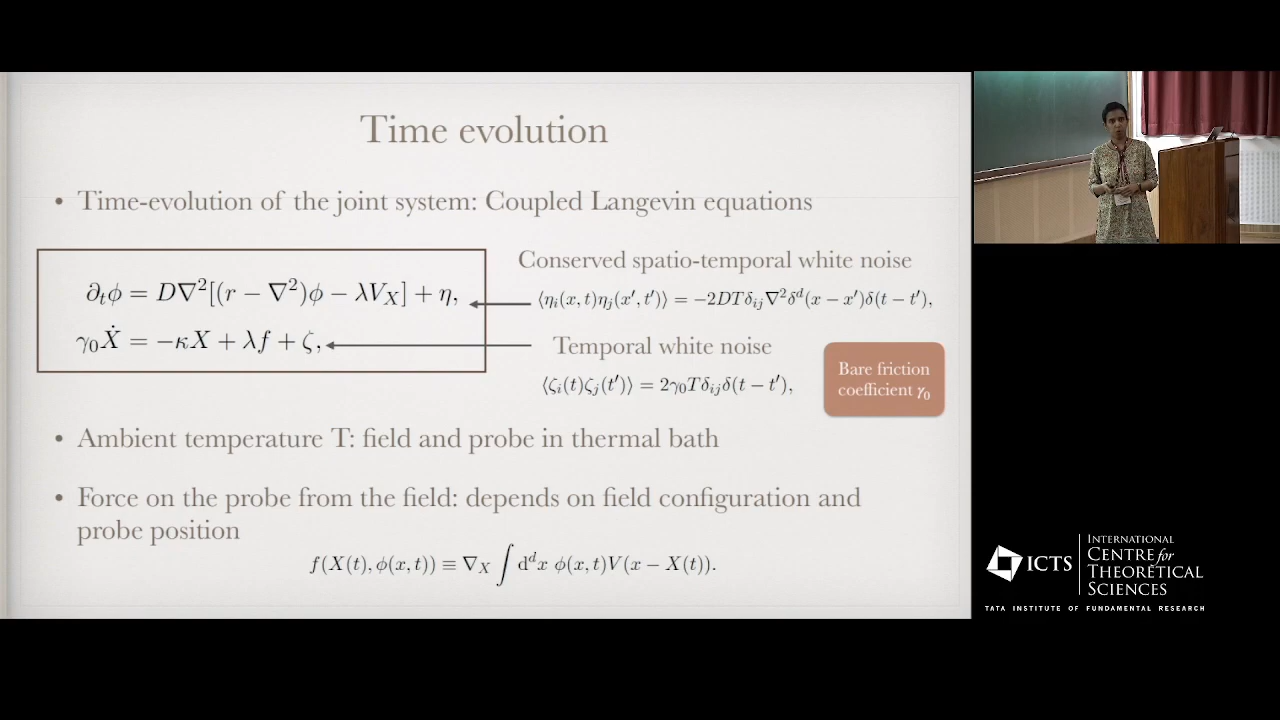 Time evolution
• Time-evolution of the joint system: Coupled Langevin equations
∂ₜϕ = D∇²[(r − ∇²)ϕ − λV_X] + η,
γ₀Ẋ = −κX + λf + ζ,
Conserved spatio-temporal white noise
⟨ηᵢ(x, t)ηⱼ(x′, t′)⟩ = −2DTδᵢⱼ∇²δᵈ(x − x′)δ(t − t′),
Temporal white noise
⟨ζᵢ(t)ζⱼ(t′)⟩ = 2γ₀Tδᵢⱼδ(t − t′),
Bare friction
coefficient γ₀
• Ambient temperature T: field and probe in thermal bath
• Force on the probe from the field: depends on field configuration and
probe position
f(X(t), ϕ(x, t)) ≡ ∇_X ∫ dᵈx ϕ(x, t)V(x − X(t)).
ICTS
INTERNATIONAL
CENTRE for
THEORETICAL
SCIENCES
TATA INSTITUTE OF FUNDAMENTAL RESEARCH